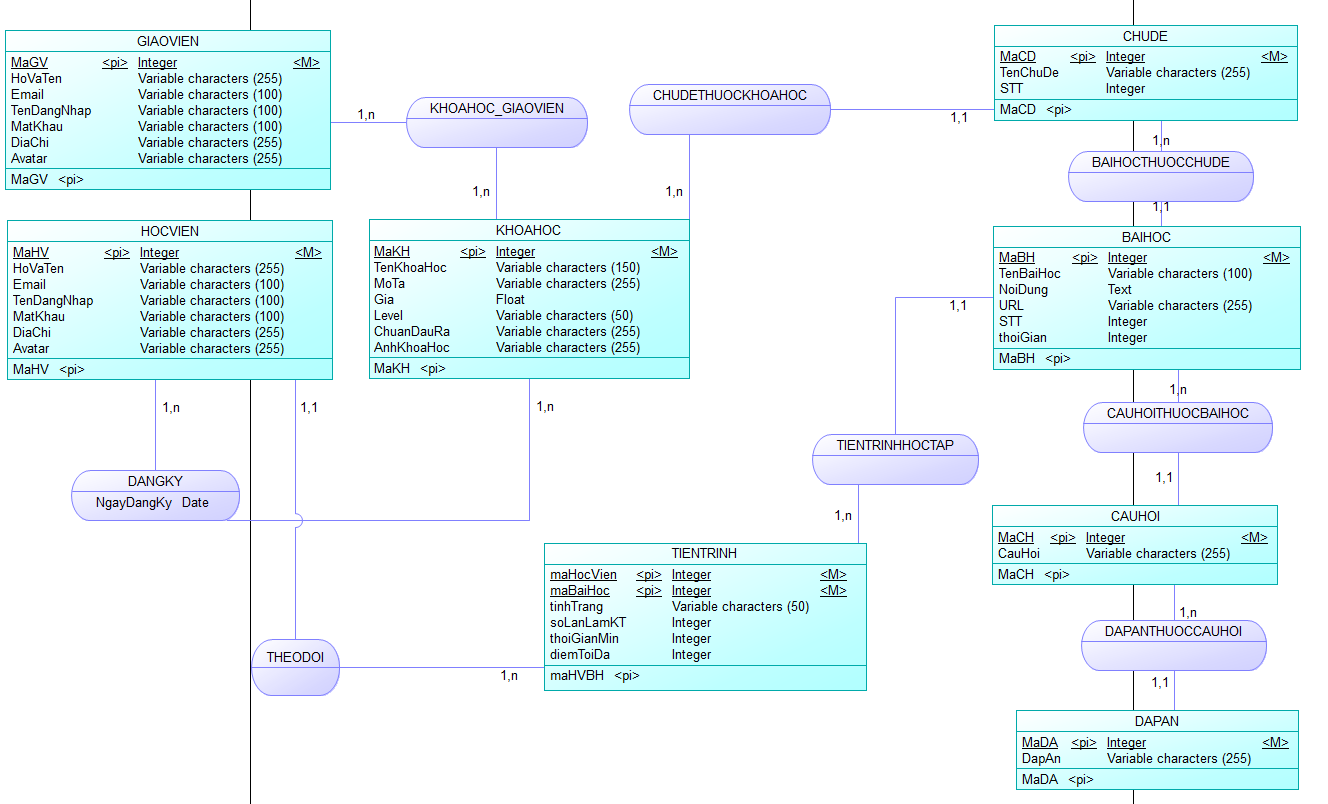 GIAOVIEN
MaGV <pi> Integer <M>
HoVaTen Variable characters (255)
Email Variable characters (100)
TenDangNhap Variable characters (100)
MatKhau Variable characters (100)
DiaChi Variable characters (255)
Avatar Variable characters (255)
MaGV <pi>
1,n
KHOAHOC_GIAOVIEN
1,n
CHUDETHUOCKHOAHOC
1,n
1,1
CHUDE
MaCD <pi> Integer <M>
TenChuDe Variable characters (255)
STT Integer
MaCD <pi>
1,n
BAIHOCTHUOCCHUDE
1,1
HOCVIEN
MaHV <pi> Integer <M>
HoVaTen Variable characters (255)
Email Variable characters (100)
TenDangNhap Variable characters (100)
MatKhau Variable characters (100)
DiaChi Variable characters (255)
Avatar Variable characters (255)
MaHV <pi>
KHOAHOC
MaKH <pi> Integer <M>
TenKhoaHoc Variable characters (150)
MoTa Variable characters (255)
Gia Float
Level Variable characters (50)
ChuanDauRa Variable characters (255)
AnhKhoaHoc Variable characters (255)
MaKH <pi>
BAIHOC
MaBH <pi> Integer <M>
TenBaiHoc Variable characters (100)
NoiDung Text
URL Variable characters (255)
STT Integer
thoiGian Integer
MaBH <pi>
1,1
1,n
1,1
1,n
1,n
CAUHOITHUOCBAIHOC
1,1
TIENTRINHHOCTAP
1,n
DANGKY
NgayDangKy Date
CAUHOI
MaCH <pi> Integer <M>
CauHoi Variable characters (255)
MaCH <pi>
TIENTRINH
maHocVien <pi> Integer <M>
maBaiHoc <pi> Integer <M>
tinhTrang Variable characters (50)
soLanLamKT Integer
thoiGianMin Integer
diemToiDa Integer
maHVBH <pi>
1,n
DAPANTHUOCCAUHOI
1,1
THEODOI
1,n
DAPAN
MaDA <pi> Integer <M>
DapAn Variable characters (255)
MaDA <pi>